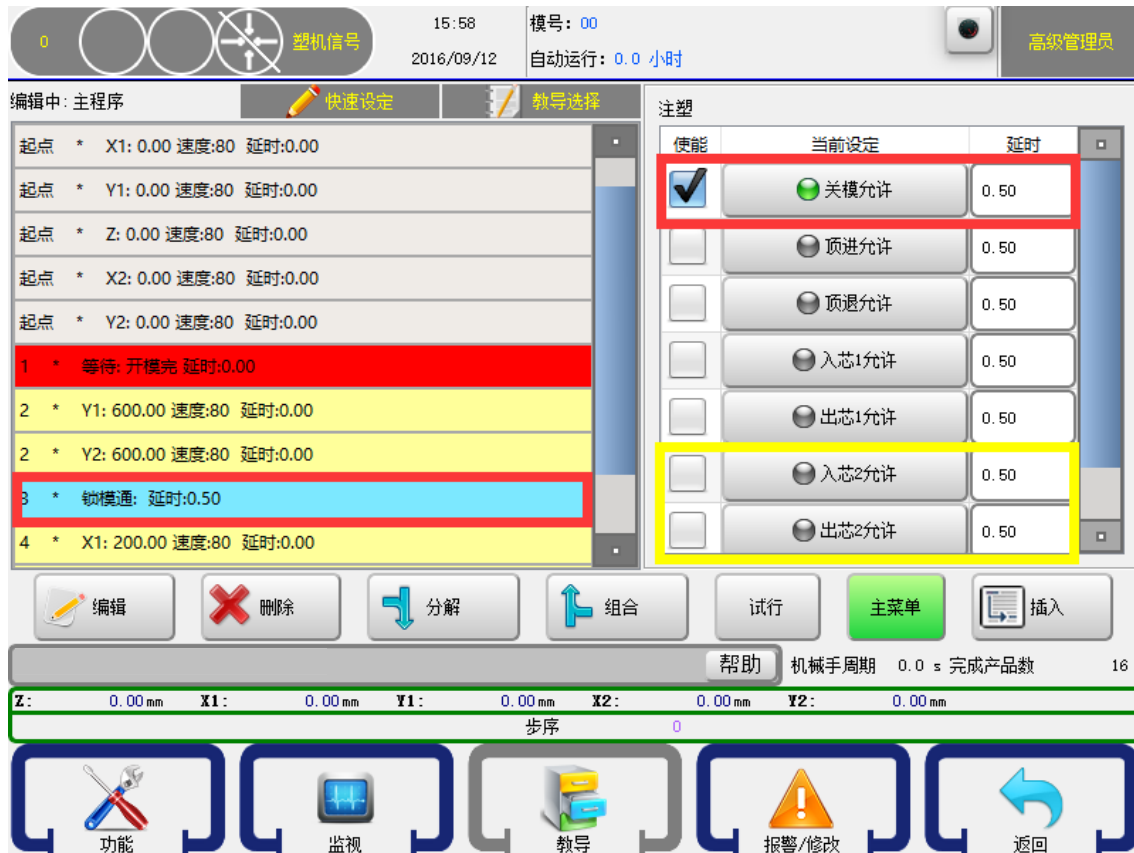 0 塑机信号
15:58
2016/09/12
模号: 00
自动运行: 0.0 小时
高级管理员
编辑中: 主程序
快速设定
教导选择
起点 * X1: 0.00 速度:80 延时:0.00
起点 * Y1: 0.00 速度:80 延时:0.00
起点 * Z: 0.00 速度:80 延时:0.00
起点 * X2: 0.00 速度:80 延时:0.00
起点 * Y2: 0.00 速度:80 延时:0.00
1 * 等待: 开模完 延时:0.00
2 * Y1: 600.00 速度:80 延时:0.00
2 * Y2: 600.00 速度:80 延时:0.00
3 * 锁模通: 延时:0.50
4 * X1: 200.00 速度:80 延时:0.00
注塑
使能 当前设定 延时
关模允许 0.50
顶进允许 0.50
顶退允许 0.50
入芯1允许 0.50
出芯1允许 0.50
入芯2允许 0.50
出芯2允许 0.50
编辑 删除 分解 组合 试行 主菜单 插入
帮助 机械手周期 0.0 s 完成产品数 16
Z: 0.00mm X1: 0.00mm Y1: 0.00mm X2: 0.00mm Y2: 0.00mm
步序 0
功能 监视 教导 报警/修改 返回